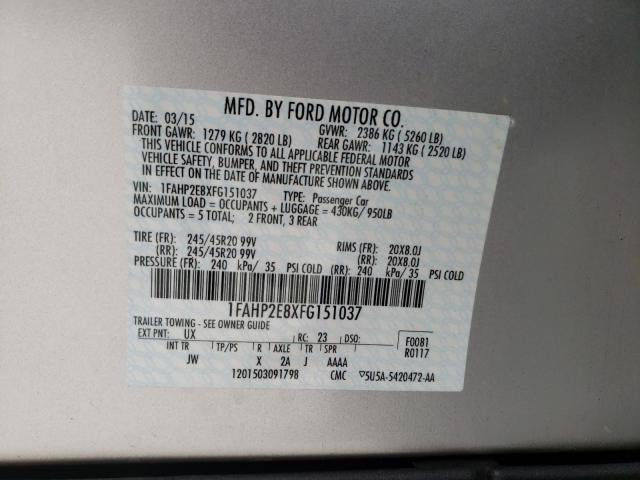 MFD. BY FORD MOTOR CO.
DATE: 03/15 GVWR: 2386 KG ( 5260 LB)
FRONT GAWR: 1279 KG ( 2820 LB) REAR GAWR: 1143 KG ( 2520 LB)
THIS VEHICLE CONFORMS TO ALL APPLICABLE FEDERAL MOTOR
VEHICLE SAFETY, BUMPER, AND THEFT PREVENTION STANDARDS
IN EFFECT ON THE DATE OF MANUFACTURE SHOWN ABOVE.
VIN: 1FAHP2E8XFG151037 TYPE: Passenger Car
MAXIMUM LOAD = OCCUPANTS + LUGGAGE = 430KG/ 950LB
OCCUPANTS = 5 TOTAL; 2 FRONT, 3 REAR
TIRE (FR): 245/45R20 99V RIMS (FR): 20X8.0J
(RR): 245/45R20 99V (RR): 20X8.0J
PRESSURE (FR): 240 kPa/ 35 PSI COLD (RR): 240 kPa/ 35 PSI COLD
1FAHP2E8XFG151037
TRAILER TOWING - SEE OWNER GUIDE
EXT PNT: UX RC: 23 DSO: F0081
INT TR TP/PS R AXLE TR SPR R0117
JW X 2A J AAAA
1201503091798 CMC ▽5U5A-5420472-AA